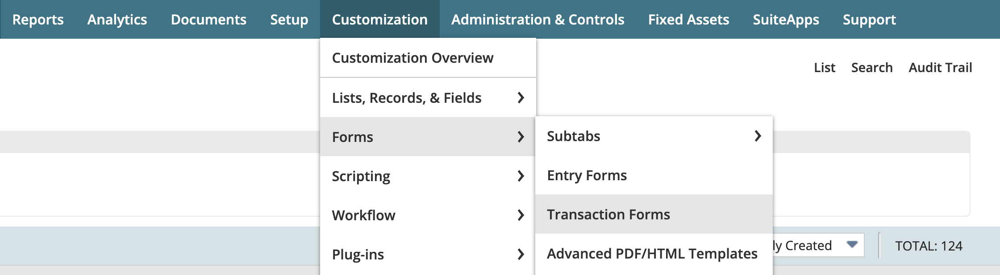 Reports Analytics Documents Setup Customization Administration & Controls Fixed Assets SuiteApps Support
Customization Overview
List Search Audit Trail
Lists, Records, & Fields
Forms
Subtabs
Scripting
Entry Forms
Workflow
Transaction Forms
Plug-ins
Advanced PDF/HTML Templates
ly Created
TOTAL: 124